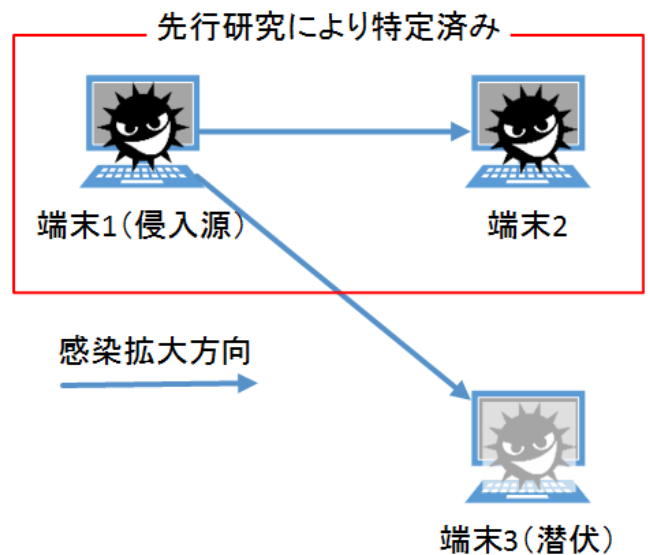 先行研究により特定済み
端末1(侵入源)
端末2
感染拡大方向
端末3(潜伏)